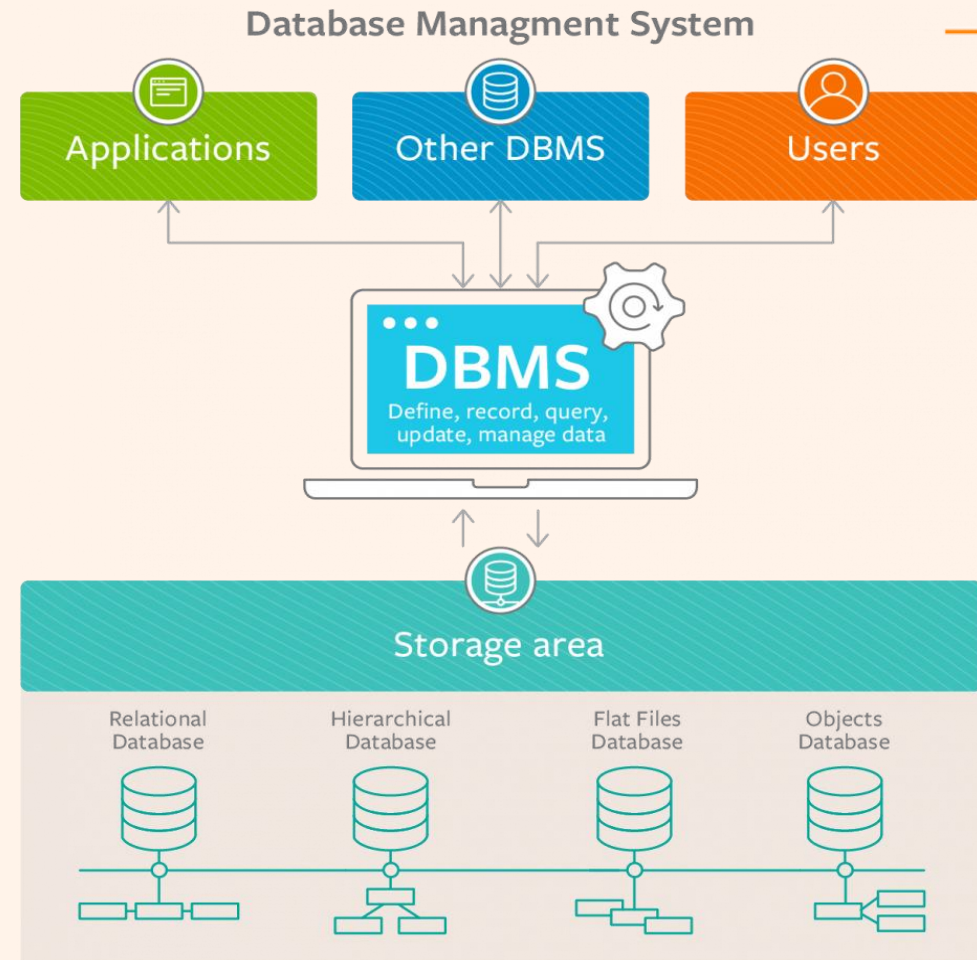 Database Managment System
Applications
Other DBMS
Users
DBMS
Define, record, query,
update, manage data
Storage area
Relational
Database
Hierarchical
Database
Flat Files
Database
Objects
Database